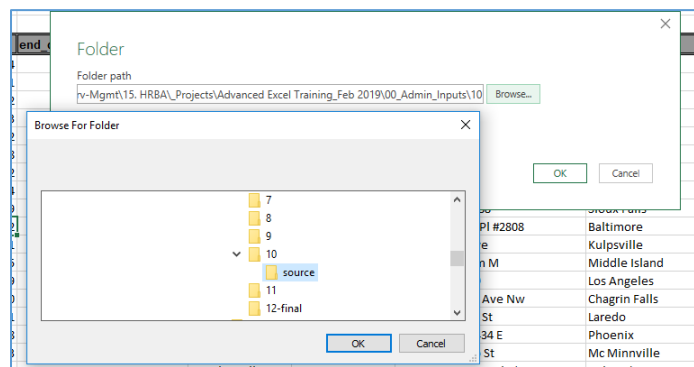 end_
Folder
Folder path
rv-Mgmt\15. HRBA\_Projects\Advanced Excel Training_Feb 2019\00_Admin_Inputs\10
Browse...
OK
Cancel
Browse For Folder
7
8
9
10
source
11
12-final
OK
Cancel
Sioux Falls
Pl #2808
Baltimore
Kulpsville
M
Middle Island
Los Angeles
Ave Nw
Chagrin Falls
St
Laredo
34 E
Phoenix
St
Mc Minnville